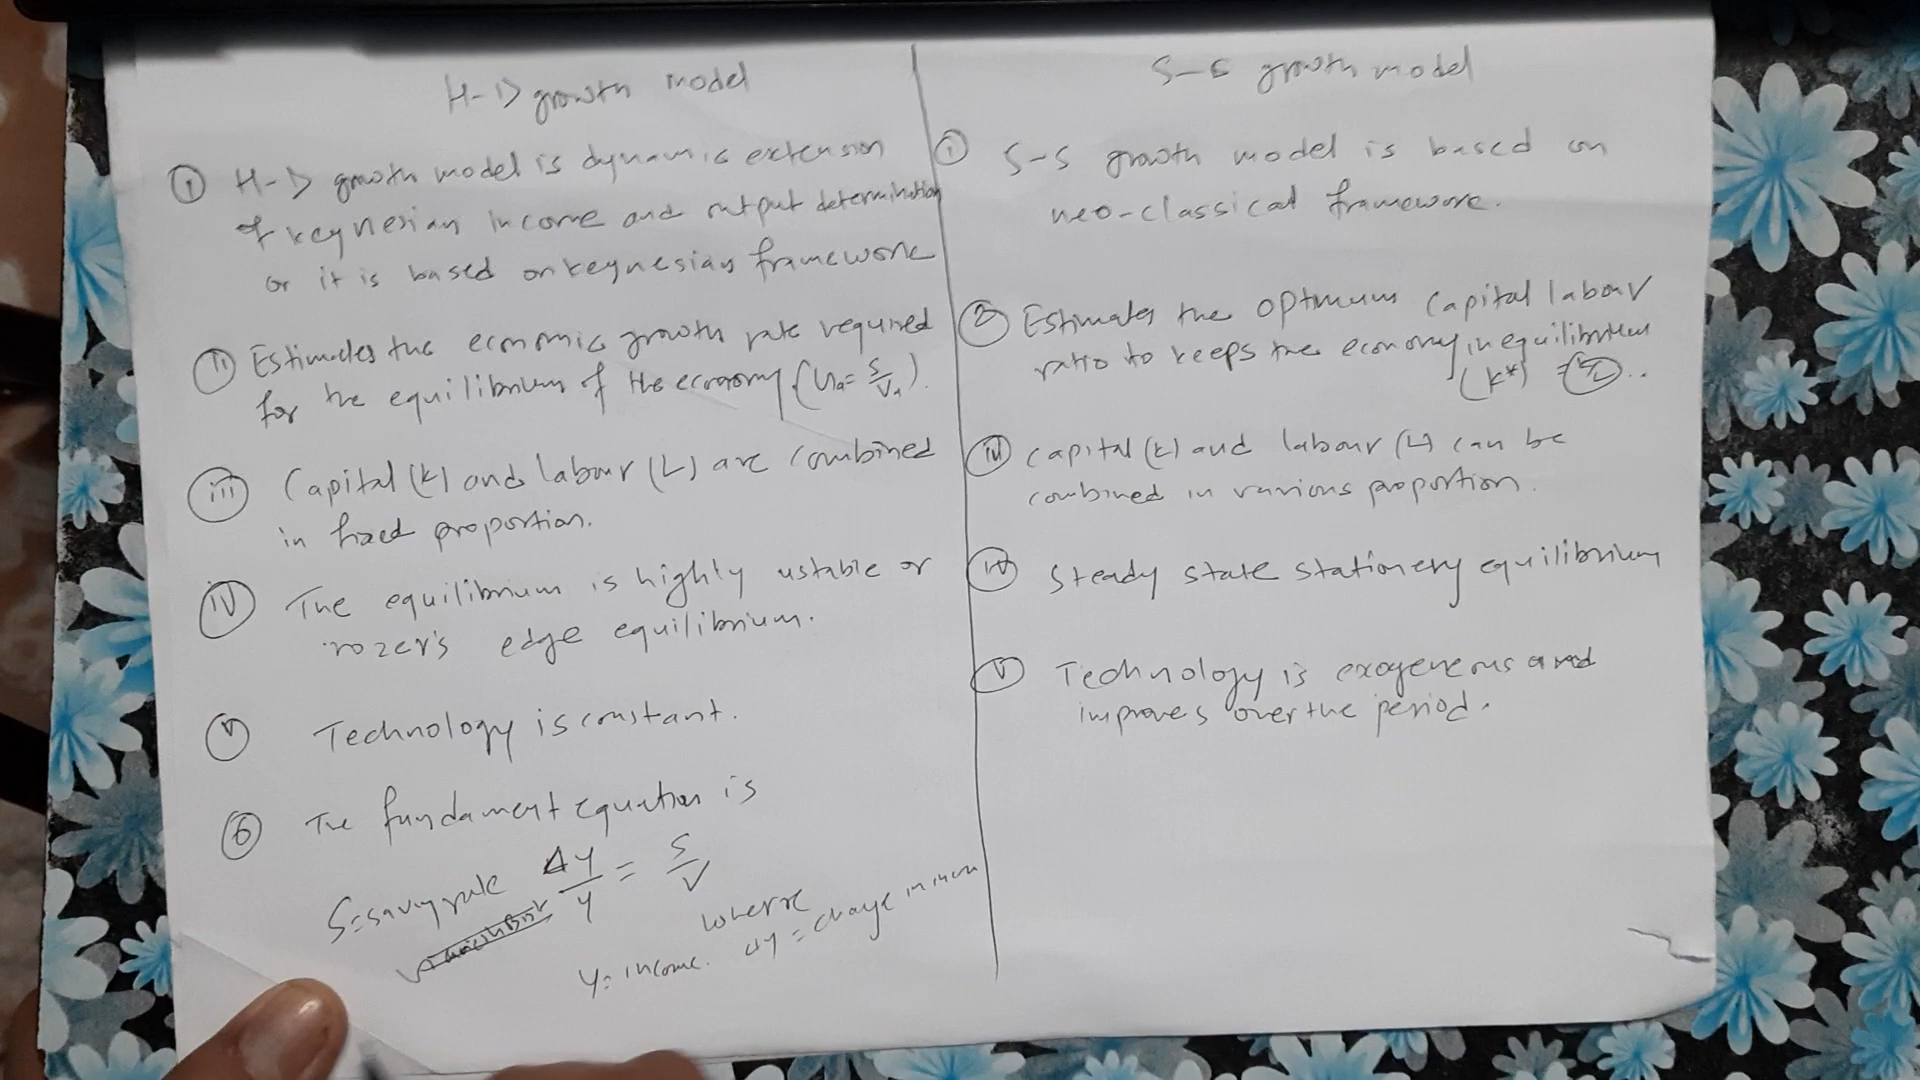 H-D growth model
① H-D growth model is dynamic extension
of keynesian income and output determination
or it is based on keynesian framework
ii Estimates the economic growth rate required
for the equilibrium of the economy
iii Capital (K) and labour (L) are combined
in fixed proportion.
iv The equilibrium is highly ustable or
rozer's edge equilibrium.
v Technology is constant.
⑥ The fundament equation is
ΔY/Y = S/V
S = saving rate
where
Y = income. ΔY = change in income
S-S growth model
① S-S growth model is based on
neo-classical framework.
② Estimates the optimum capital labour
ratio to keeps the economy in equilibrium
(K*)
iii capital (K) and labour (L) can be
combined in various proportion.
iv Steady state stationery equilibrium
v Technology is exogeneous and
improves over the period.